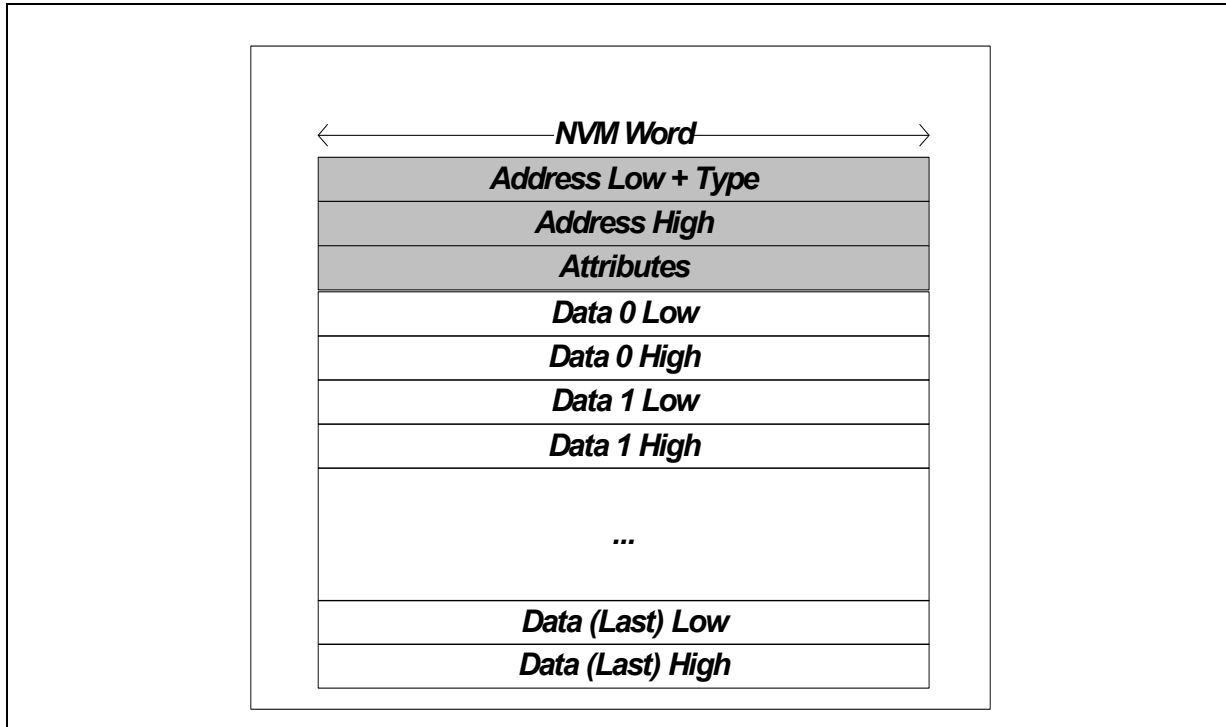 NVM Word
Address Low + Type
Address High
Attributes
Data 0 Low
Data 0 High
Data 1 Low
Data 1 High
...
Data (Last) Low
Data (Last) High